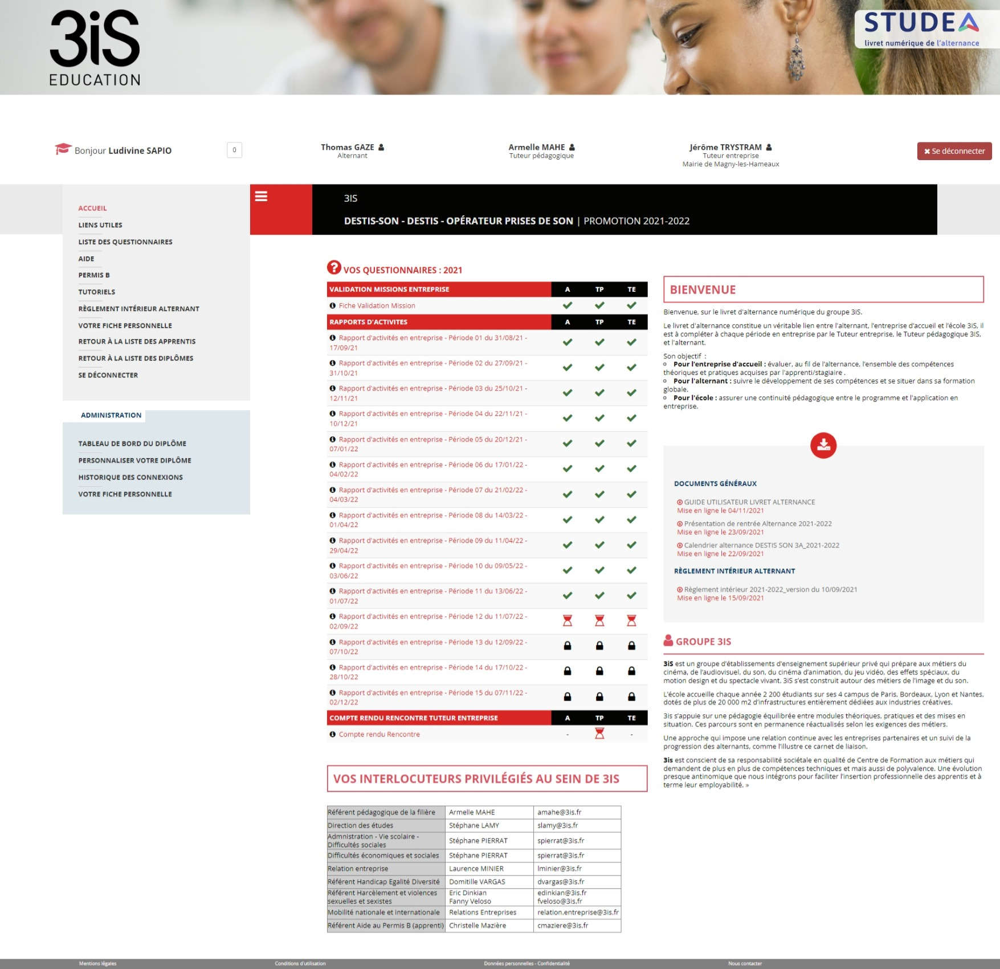 3iS
EDUCATION
STUDEA
livret numérique de l'alternance
Bonjour Ludivine SAPIO
0
Thomas GAZE
Alternant
Armelle MAHE
Tuteur pédagogique
Jérôme TRYSTRAM
Tuteur entreprise
Mairie de Magny-les-Hameaux
Se déconnecter
ACCUEIL
LIENS UTILES
LISTE DES QUESTIONNAIRES
AIDE
PERMIS B
TUTORIELS
RÈGLEMENT INTÉRIEUR ALTERNANT
VOTRE FICHE PERSONNELLE
RETOUR À LA LISTE DES APPRENTIS
RETOUR À LA LISTE DES DIPLÔMES
SE DÉCONNECTER
ADMINISTRATION
TABLEAU DE BORD DU DIPLÔME
PERSONNALISER VOTRE DIPLÔME
HISTORIQUE DES CONNEXIONS
VOTRE FICHE PERSONNELLE
3IS
DESTIS-SON - DESTIS - OPÉRATEUR PRISES DE SON | PROMOTION 2021-2022
VOS QUESTIONNAIRES : 2021
VALIDATION MISSIONS ENTREPRISE A TP TE
Fiche Validation Mission
RAPPORTS D'ACTIVITES A TP TE
Rapport d'activités en entreprise - Période 01 du 31/08/21 -
17/09/21
Rapport d'activités en entreprise - Période 02 du 27/09/21 -
31/10/21
Rapport d'activités en entreprise - Période 03 du 25/10/21 -
12/11/21
Rapport d'activités en entreprise - Période 04 du 22/11/21 -
10/12/21
Rapport d'activités en entreprise - Période 05 du 20/12/21 -
07/01/22
Rapport d'activités en entreprise - Période 06 du 17/01/22 -
04/02/22
Rapport d'activités en entreprise - Période 07 du 21/02/22 -
04/03/22
Rapport d'activités en entreprise - Période 08 du 14/03/22 -
01/04/22
Rapport d'activités en entreprise - Période 09 du 11/04/22 -
29/04/22
Rapport d'activités en entreprise - Période 10 du 09/05/22 -
03/06/22
Rapport d'activités en entreprise - Période 11 du 13/06/22 -
01/07/22
Rapport d'activités en entreprise - Période 12 du 11/07/22 -
02/09/22
Rapport d'activités en entreprise - Période 13 du 12/09/22 -
07/10/22
Rapport d'activités en entreprise - Période 14 du 17/10/22 -
28/10/22
Rapport d'activités en entreprise - Période 15 du 07/11/22 -
02/12/22
COMPTE RENDU RENCONTRE TUTEUR ENTREPRISE A TP TE
Compte rendu Rencontre - -
VOS INTERLOCUTEURS PRIVILÉGIÉS AU SEIN DE 3IS
Référent pédagogique de la filière Armelle MAHE amahe@3is.fr
Direction des études Stéphane LAMY slamy@3is.fr
Admnistration - Vie scolaire -
Difficultés sociales Stéphane PIERRAT spierrat@3is.fr
Difficultés économiques et sociales Stéphane PIERRAT spierrat@3is.fr
Relation entreprise Laurence MINIER lminier@3is.fr
Référent Handicap Egalité Diversité Domitille VARGAS dvargas@3is.fr
Référent Harcèlement et violences Eric Dinkian edinkian@3is.fr
sexuelles et sexistes Fanny Veloso fveloso@3is.fr
Mobilité nationale et internationale Relations Entreprises relation.entreprise@3is.fr
Référent Aide au Permis B (apprenti) Christelle Mazière cmaziere@3is.fr
BIENVENUE
Bienvenue, sur le livret d'alternance numérique du groupe 3iS.
Le livret d'alternance constitue un véritable lien entre l'alternant, l'entreprise d'accueil et l'école 3iS, il
est à compléter à chaque période en entreprise par le Tuteur entreprise, le Tuteur pédagogique 3iS,
et l'alternant.
Son objectif :
Pour l'entreprise d'accueil : évaluer, au fil de l'alternance, l'ensemble des compétences
théoriques et pratiques acquises par l'apprenti/stagiaire .
Pour l'alternant : suivre le développement de ses compétences et se situer dans sa formation
globale.
Pour l'école : assurer une continuité pédagogique entre le programme et l'application en
entreprise.
DOCUMENTS GÉNÉRAUX
GUIDE UTILISATEUR LIVRET ALTERNANCE
Mise en ligne le 04/11/2021
Présentation de rentrée Alternance 2021-2022
Mise en ligne le 23/09/2021
Calendrier alternance DESTIS SON 3A_2021-2022
Mise en ligne le 22/09/2021
RÈGLEMENT INTÉRIEUR ALTERNANT
Règlement intérieur 2021-2022_version du 10/09/2021
Mise en ligne le 15/09/2021
GROUPE 3IS
3iS est un groupe d'établissements d'enseignement supérieur privé qui prépare aux métiers du
cinéma, de l'audiovisuel, du son, du cinéma d'animation, du jeu vidéo, des effets spéciaux, du
motion design et du spectacle vivant. 3iS s'est construit autour des métiers de l'image et du son.
L'école accueille chaque année 2 200 étudiants sur ses 4 campus de Paris, Bordeaux, Lyon et Nantes,
dotés de plus de 20 000 m2 d'infrastructures entièrement dédiées aux industries créatives.
3is s'appuie sur une pédagogie équilibrée entre modules théoriques, pratiques et des mises en
situation. Ces parcours sont en permanence réactualisés selon les exigences des métiers.
Une approche qui impose une relation continue avec les entreprises partenaires et un suivi de la
progression des alternants, comme l'illustre ce carnet de liaison.
3is est conscient de sa responsabilité sociétale en qualité de Centre de Formation aux métiers qui
demandent de plus en plus de compétences techniques et mais aussi de polyvalence. Une évolution
presque antinomique que nous intégrons pour faciliter l'insertion professionnelle des apprentis et à
terme leur employabilité. »
Mentions légales
Conditions d'utilisation
Données personnelles - Confidentialité
Nous contacter